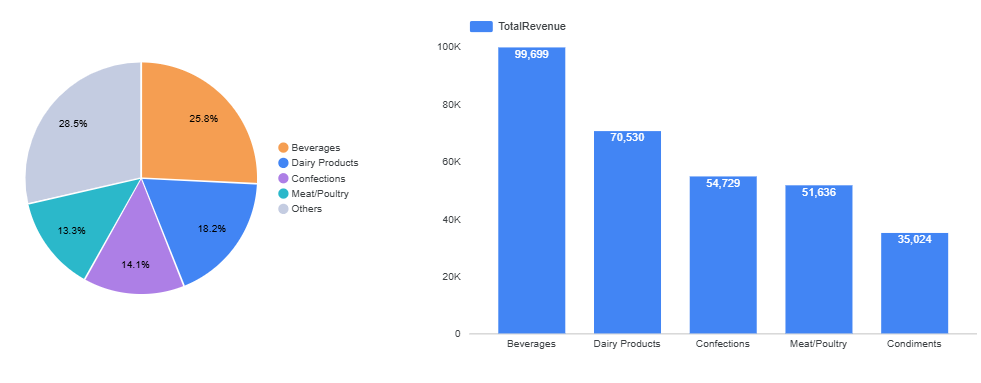 25.8%
28.5%
18.2%
13.3%
14.1%
Beverages
Dairy Products
Confections
Meat/Poultry
Others
TotalRevenue
100K
80K
60K
40K
20K
0
99,699
70,530
54,729
51,636
35,024
Beverages
Dairy Products
Confections
Meat/Poultry
Condiments